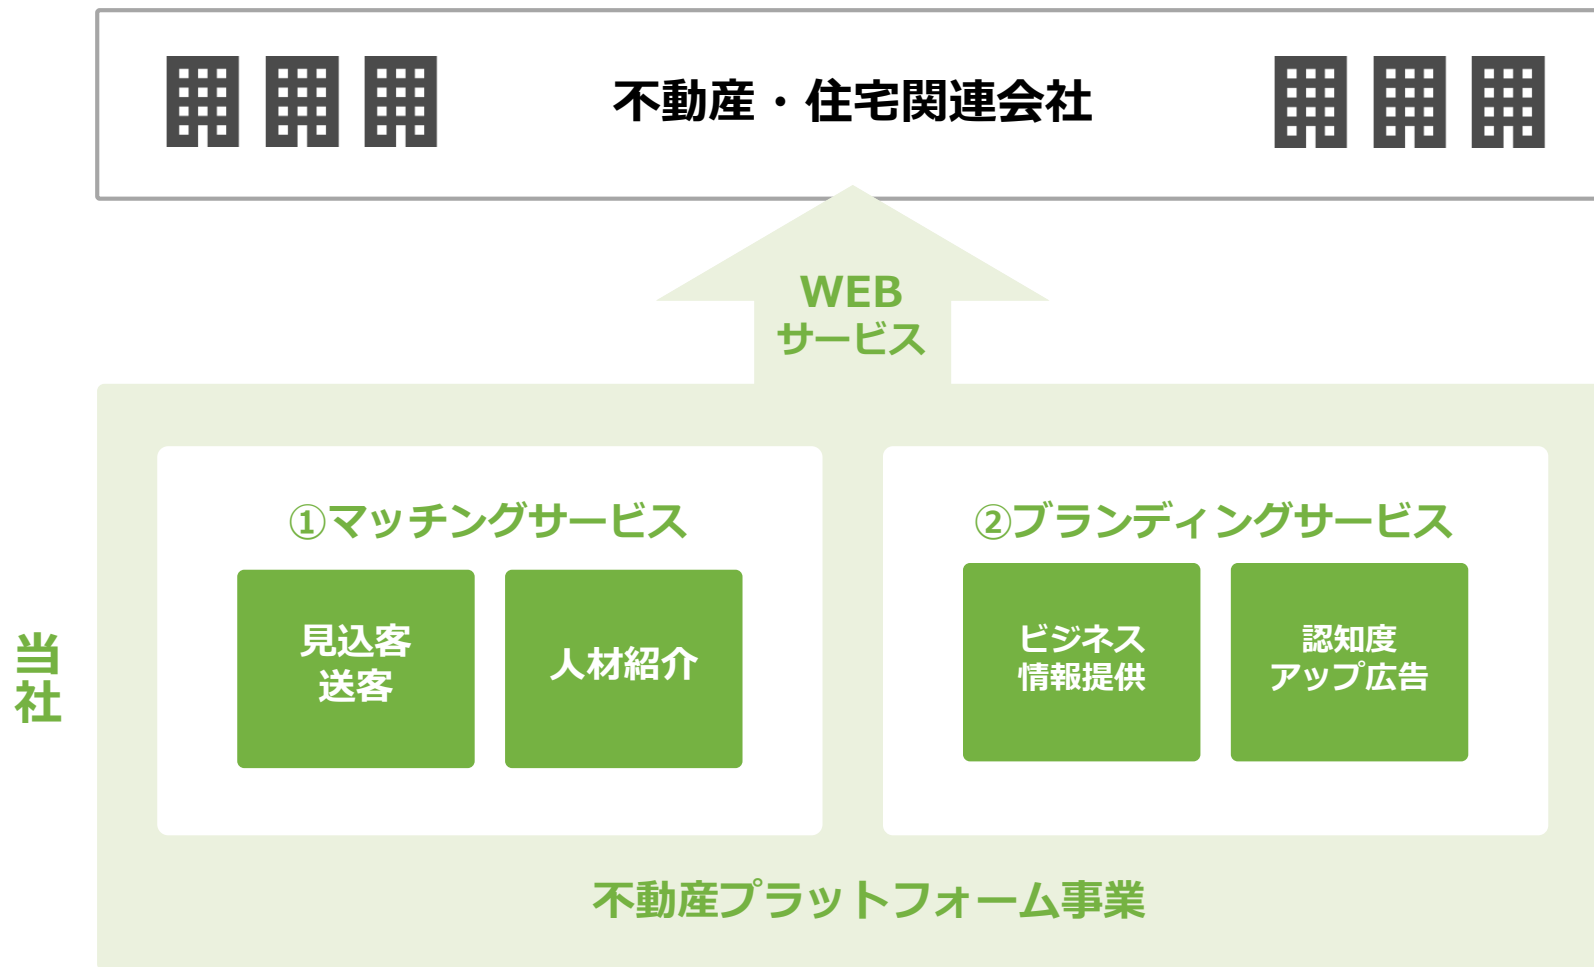 不動産・住宅関連会社
WEB
サービス
①マッチングサービス
見込客
送客
人材紹介
②ブランディングサービス
ビジネス
情報提供
認知度
アップ広告
当社
不動産プラットフォーム事業